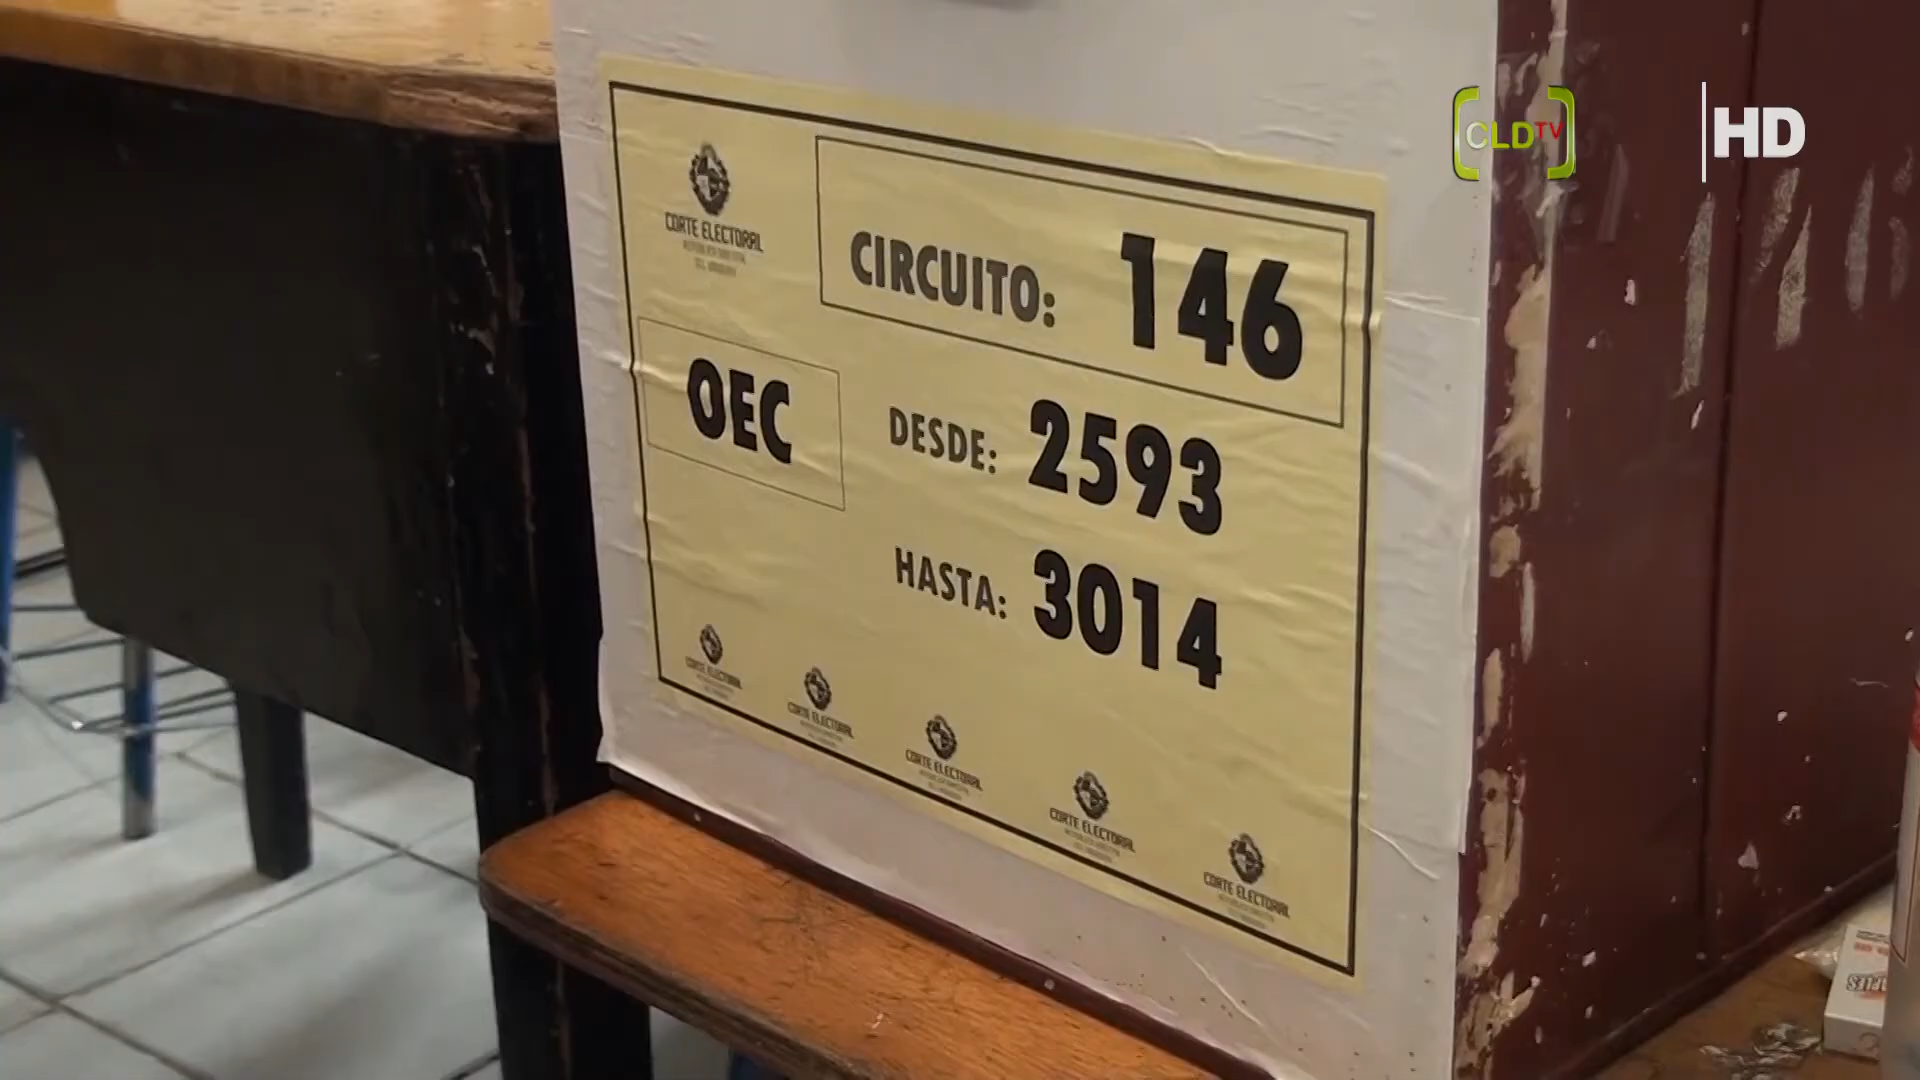 CLDTV
HD
CORTE ELECTORAL
CIRCUITO: 146
OEC
DESDE: 2593
HASTA: 3014
CORTE ELECTORAL
CORTE ELECTORAL
CORTE ELECTORAL
CORTE ELECTORAL
CORTE ELECTORAL